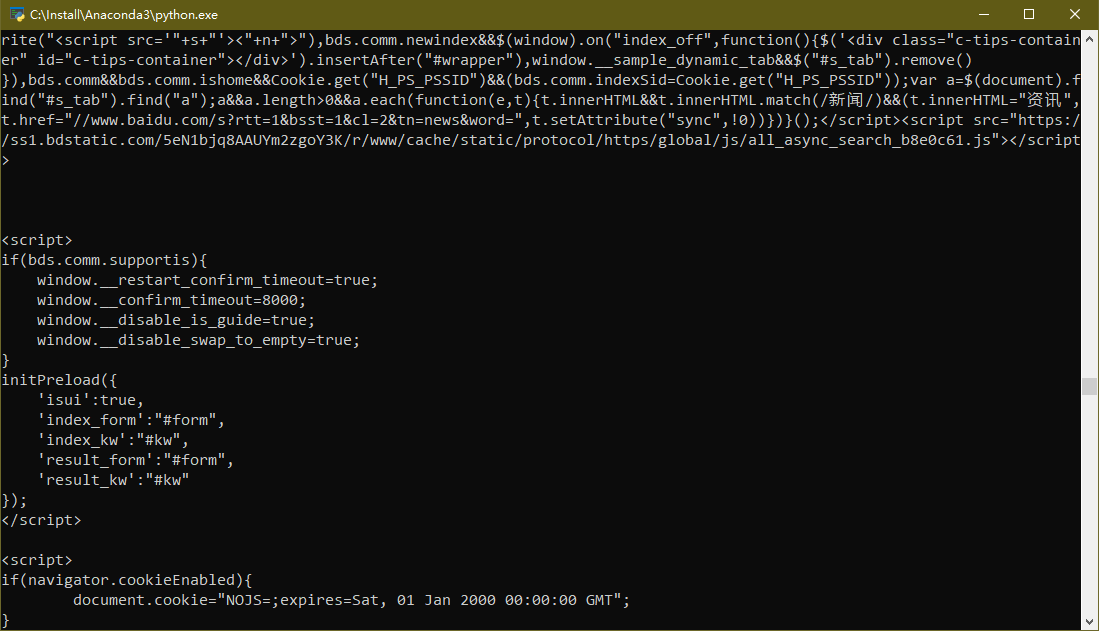 C:\Install\Anaconda3\python.exe
rite("<script src='"+s+"'><"+n+">"),bds.comm.newindex&&$(window).on("index_off",function(){$('<div class="c-tips-contain
er" id="c-tips-container"></div>').insertAfter("#wrapper"),window.__sample_dynamic_tab&&$("#s_tab").remove()
}),bds.comm&&bds.comm.ishome&&Cookie.get("H_PS_PSSID")&&(bds.comm.indexSid=Cookie.get("H_PS_PSSID"));var a=$(document).f
ind("#s_tab").find("a");a&&a.length>0&&a.each(function(e,t){t.innerHTML&&t.innerHTML.match(/新闻/)&&(t.innerHTML="资讯",
t.href="//www.baidu.com/s?rtt=1&bsst=1&cl=2&tn=news&word=",t.setAttribute("sync",!0))})}();</script><script src="https:/
/ss1.bdstatic.com/5eN1bjq8AAUYm2zgoY3K/r/www/cache/static/protocol/https/global/js/all_async_search_b8e0c61.js"></script
>
<script>
if(bds.comm.supportis){
    window.__restart_confirm_timeout=true;
    window.__confirm_timeout=8000;
    window.__disable_is_guide=true;
    window.__disable_swap_to_empty=true;
}
initPreload({
    'isui':true,
    'index_form':"#form",
    'index_kw':"#kw",
    'result_form':"#form",
    'result_kw':"#kw"
});
</script>
<script>
if(navigator.cookieEnabled){
        document.cookie="NOJS=;expires=Sat, 01 Jan 2000 00:00:00 GMT";
}